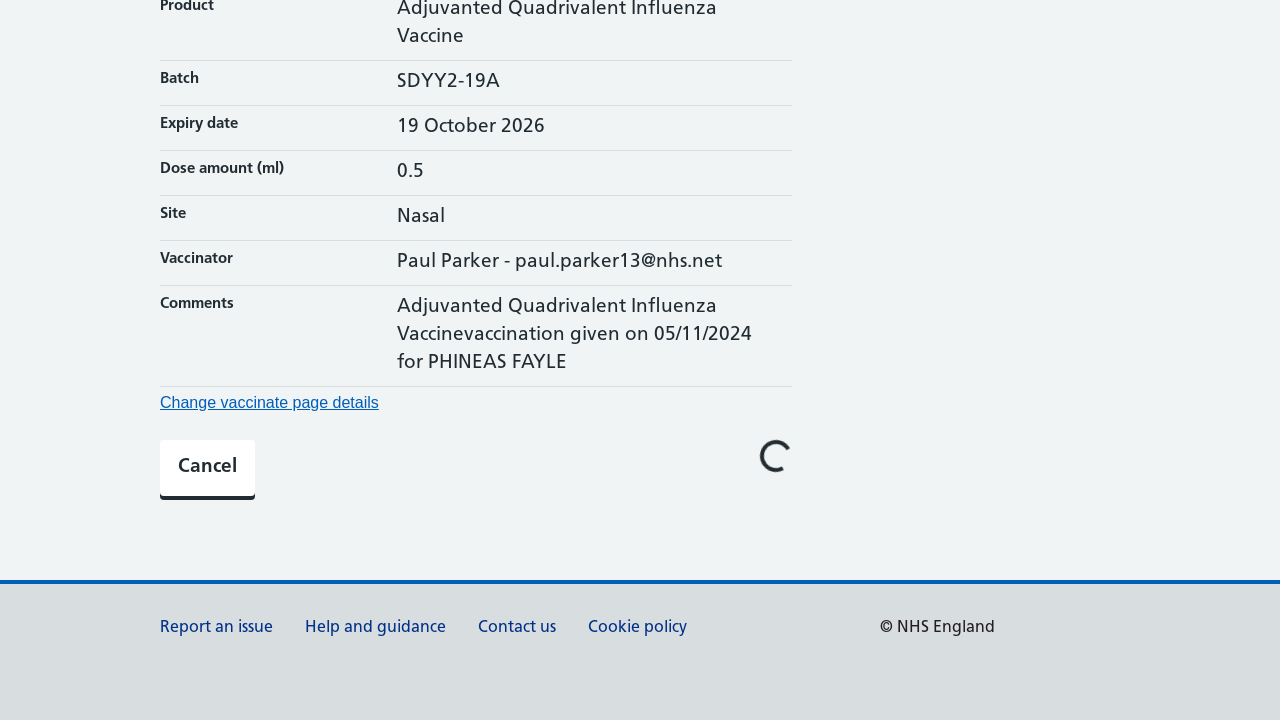 Product
Adjuvanted Quadrivalent Influenza
Vaccine
Batch
SDYY2-19A
Expiry date
19 October 2026
Dose amount (ml)
0.5
Site
Nasal
Vaccinator
Paul Parker - paul.parker13@nhs.net
Comments
Adjuvanted Quadrivalent Influenza
Vaccinevaccination given on 05/11/2024
for PHINEAS FAYLE
Change vaccinate page details
Cancel
Report an issue
Help and guidance
Contact us
Cookie policy
© NHS England